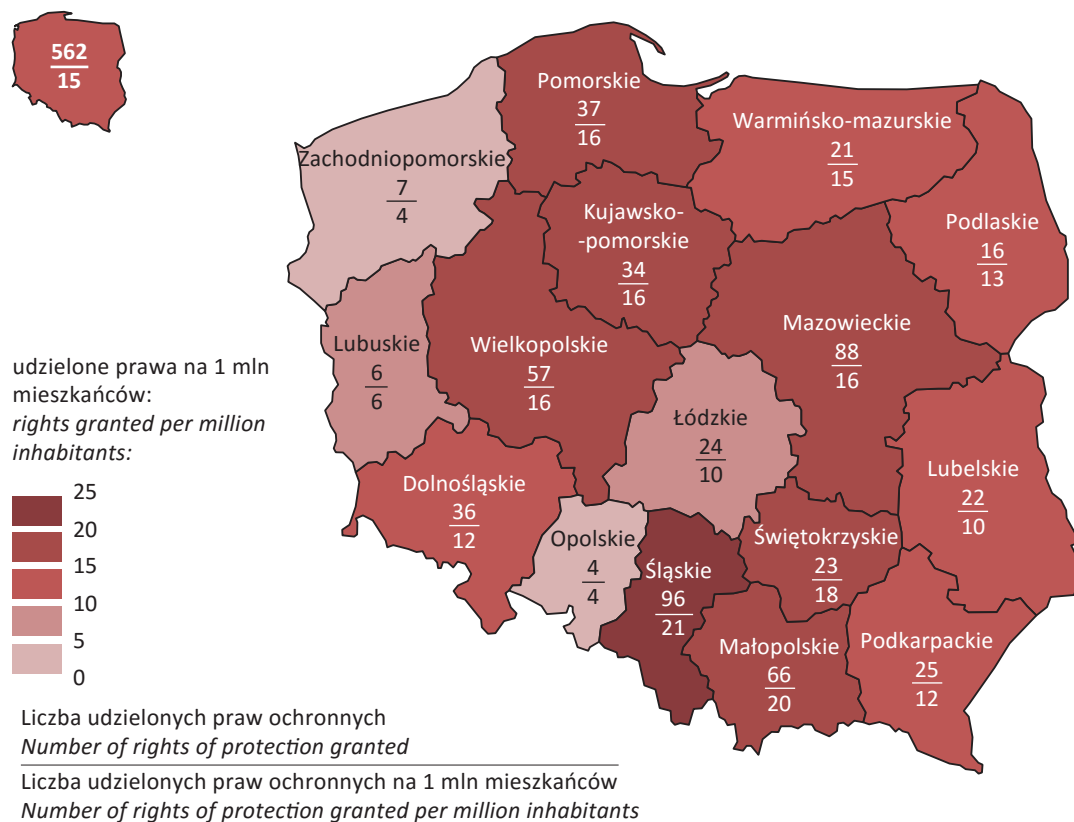 562
15
Pomorskie
37
16
Warmińsko-mazurskie
21
15
Zachodniopomorskie
7
4
Kujawsko-
-pomorskie
34
16
Podlaskie
16
13
Mazowieckie
88
16
Lubuskie
6
6
Wielkopolskie
57
16
Łódzkie
24
10
Lubelskie
22
10
Dolnośląskie
36
12
Opolskie
4
4
Śląskie
96
21
Świętokrzyskie
23
18
Małopolskie
66
20
Podkarpackie
25
12
udzielone prawa na 1 mln
mieszkańców:
rights granted per million
inhabitants:
25
20
15
10
5
0
Liczba udzielonych praw ochronnych
Number of rights of protection granted
Liczba udzielonych praw ochronnych na 1 mln mieszkańców
Number of rights of protection granted per million inhabitants